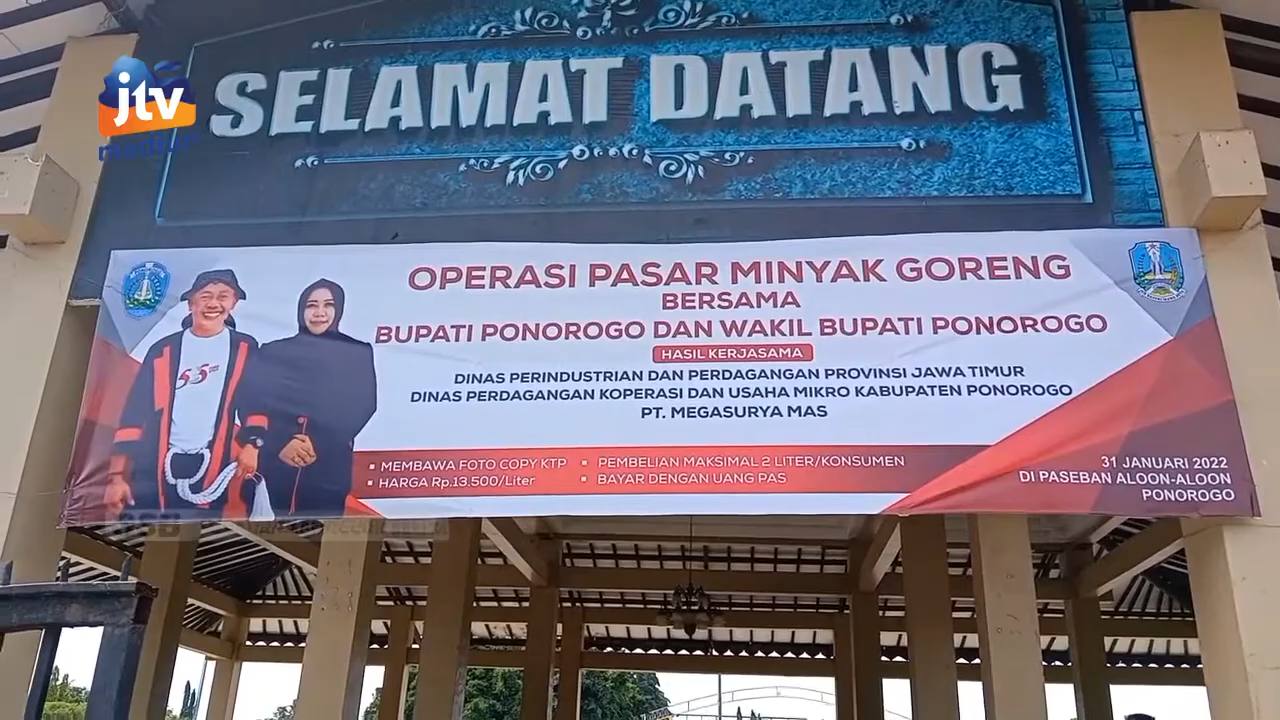 SELAMAT DATANG
jtv
madiun
OPERASI PASAR MINYAK GORENG
BERSAMA
BUPATI PONOROGO DAN WAKIL BUPATI PONOROGO
HASIL KERJASAMA
DINAS PERINDUSTRIAN DAN PERDAGANGAN PROVINSI JAWA TIMUR
DINAS PERDAGANGAN KOPERASI DAN USAHA MIKRO KABUPATEN PONOROGO
PT. MEGASURYA MAS
▪ MEMBAWA FOTO COPY KTP
▪ HARGA Rp.13.500/Liter
▪ PEMBELIAN MAKSIMAL 2 LITER/KONSUMEN
▪ BAYAR DENGAN UANG PAS
31 JANUARI 2022
DI PASEBAN ALOON-ALOON
PONOROGO